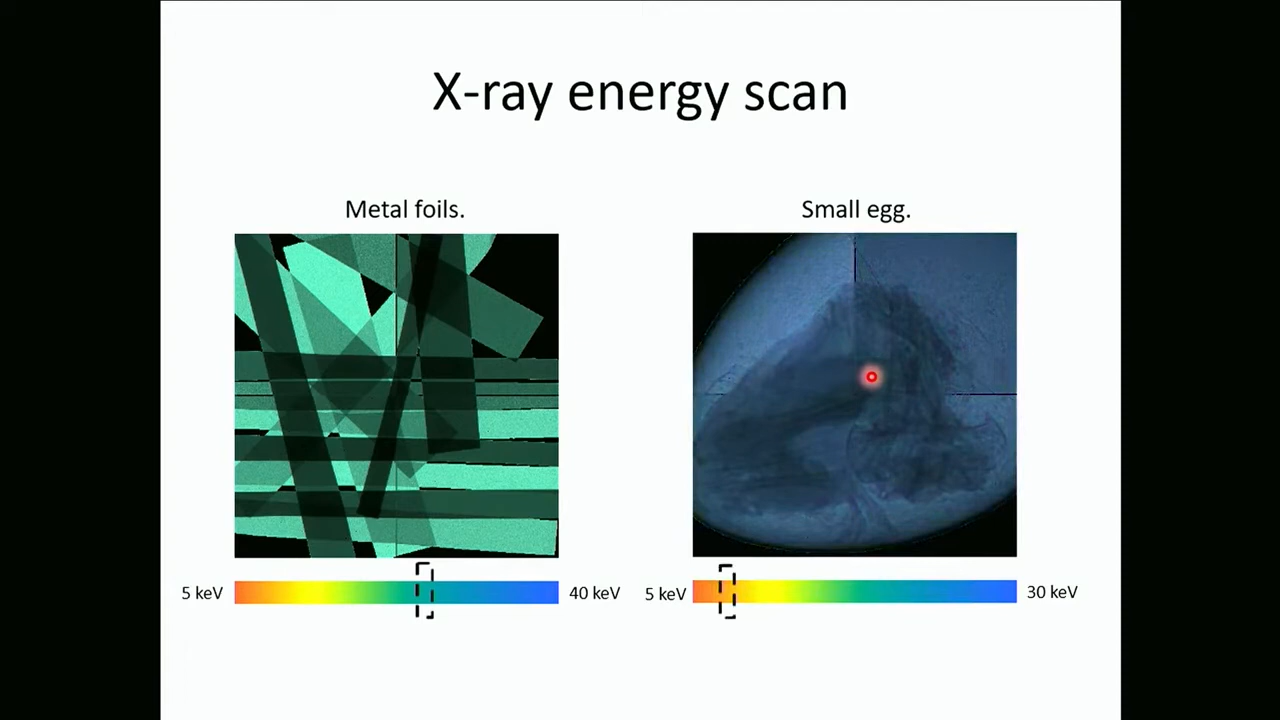 X-ray energy scan
Metal foils.
Small egg.
5 keV
40 keV
5 keV
30 keV